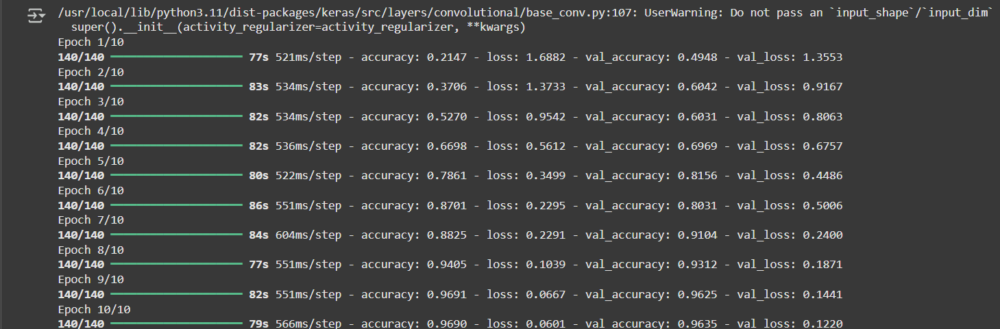 /usr/local/lib/python3.11/dist-packages/keras/src/layers/convolutional/base_conv.py:107: UserWarning: Do not pass an `input_shape`/`input_dim`
super().__init__(activity_regularizer=activity_regularizer, **kwargs)
Epoch 1/10
140/140 ━━━━━━━━━━━━━━━━━━━━ 77s 521ms/step - accuracy: 0.2147 - loss: 1.6882 - val_accuracy: 0.4948 - val_loss: 1.3553
Epoch 2/10
140/140 ━━━━━━━━━━━━━━━━━━━━ 83s 534ms/step - accuracy: 0.3706 - loss: 1.3733 - val_accuracy: 0.6042 - val_loss: 0.9167
Epoch 3/10
140/140 ━━━━━━━━━━━━━━━━━━━━ 82s 534ms/step - accuracy: 0.5270 - loss: 0.9542 - val_accuracy: 0.6031 - val_loss: 0.8063
Epoch 4/10
140/140 ━━━━━━━━━━━━━━━━━━━━ 82s 536ms/step - accuracy: 0.6698 - loss: 0.5612 - val_accuracy: 0.6969 - val_loss: 0.6757
Epoch 5/10
140/140 ━━━━━━━━━━━━━━━━━━━━ 80s 522ms/step - accuracy: 0.7861 - loss: 0.3499 - val_accuracy: 0.8156 - val_loss: 0.4486
Epoch 6/10
140/140 ━━━━━━━━━━━━━━━━━━━━ 86s 551ms/step - accuracy: 0.8701 - loss: 0.2295 - val_accuracy: 0.8031 - val_loss: 0.5006
Epoch 7/10
140/140 ━━━━━━━━━━━━━━━━━━━━ 84s 604ms/step - accuracy: 0.8825 - loss: 0.2291 - val_accuracy: 0.9104 - val_loss: 0.2400
Epoch 8/10
140/140 ━━━━━━━━━━━━━━━━━━━━ 77s 551ms/step - accuracy: 0.9405 - loss: 0.1039 - val_accuracy: 0.9312 - val_loss: 0.1871
Epoch 9/10
140/140 ━━━━━━━━━━━━━━━━━━━━ 82s 551ms/step - accuracy: 0.9691 - loss: 0.0667 - val_accuracy: 0.9625 - val_loss: 0.1441
Epoch 10/10
140/140 ━━━━━━━━━━━━━━━━━━━━ 79s 566ms/step - accuracy: 0.9690 - loss: 0.0601 - val_accuracy: 0.9635 - val_loss: 0.1220